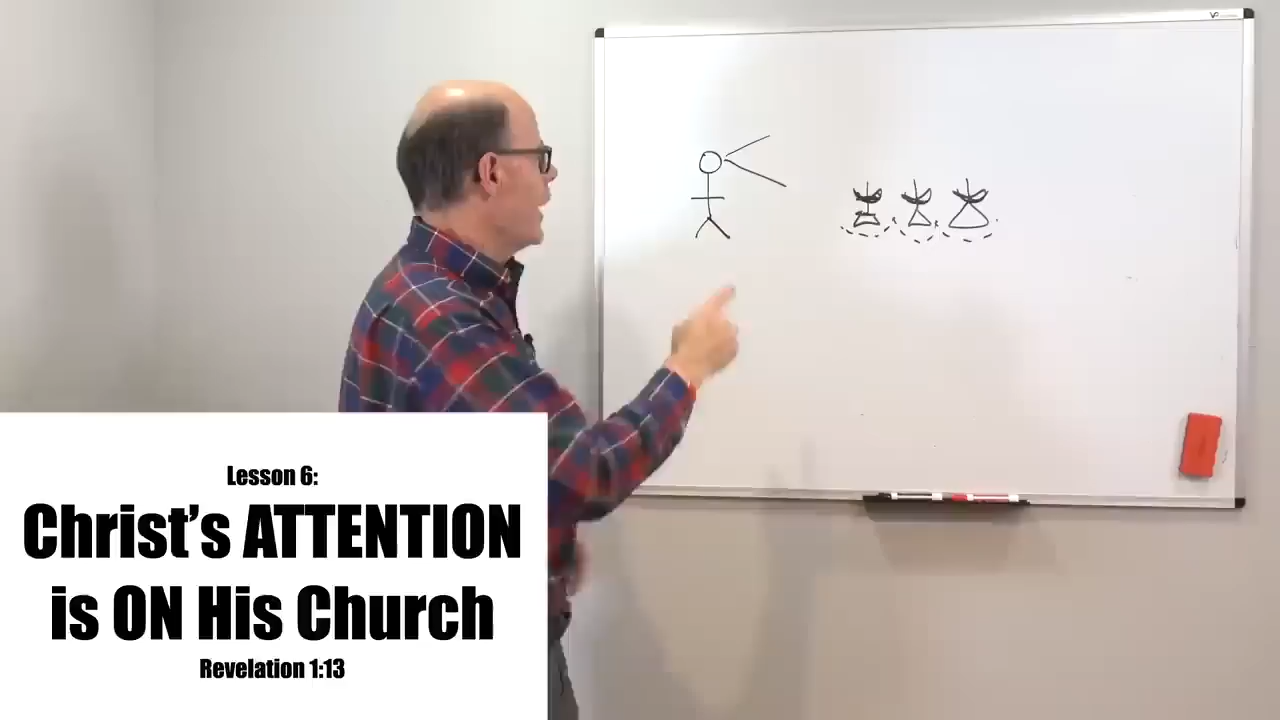 Lesson 6:
Christ's ATTENTION
is ON His Church
Revelation 1:13